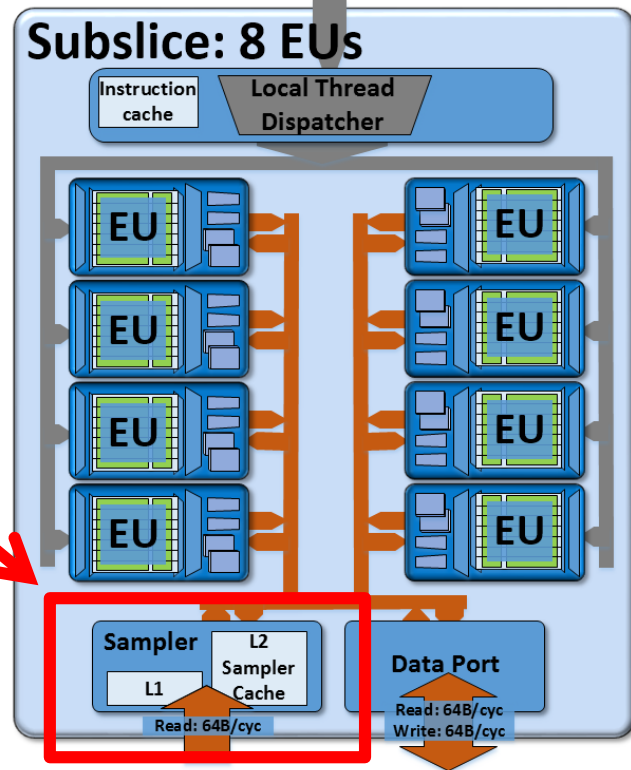 Subslice: 8 EUs
Instruction
cache
Local Thread
Dispatcher
EU
EU
EU
EU
EU
EU
EU
EU
Sampler
L1
L2
Sampler
Cache
Read: 64B/cyc
Data Port
Read: 64B/cyc
Write: 64B/cyc